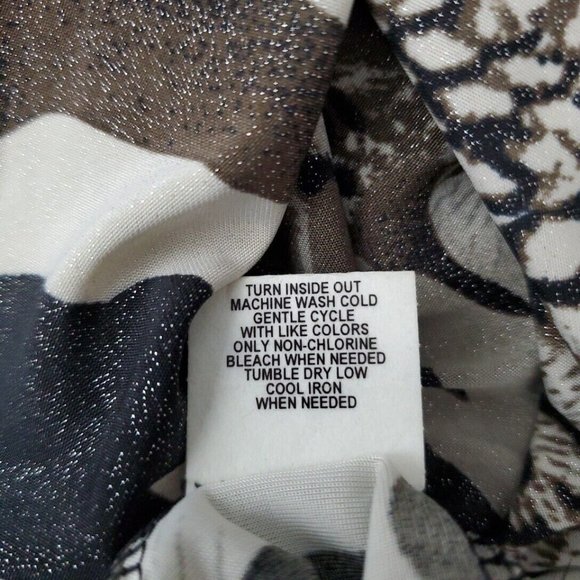 TURN INSIDE OUT
MACHINE WASH COLD
GENTLE CYCLE
WITH LIKE COLORS
ONLY NON-CHLORINE
BLEACH WHEN NEEDED
TUMBLE DRY LOW
COOL IRON
WHEN NEEDED